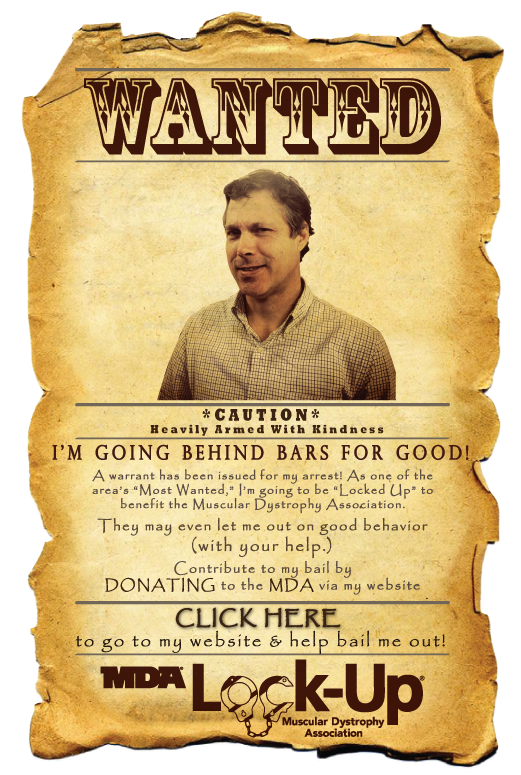 WANTED
*CAUTION*
Heavily Armed With Kindness
I'M GOING BEHIND BARS FOR GOOD!
A warrant has been issued for my arrest! As one of the
area's "Most Wanted," I'm going to be "Locked Up" to
benefit the Muscular Dystrophy Association.
They may even let me out on good behavior
(with your help.)
Contribute to my bail by
DONATING to the MDA via my website
CLICK HERE
to go to my website & help bail me out!
MDA Lock-Up®
Muscular Dystrophy
Association